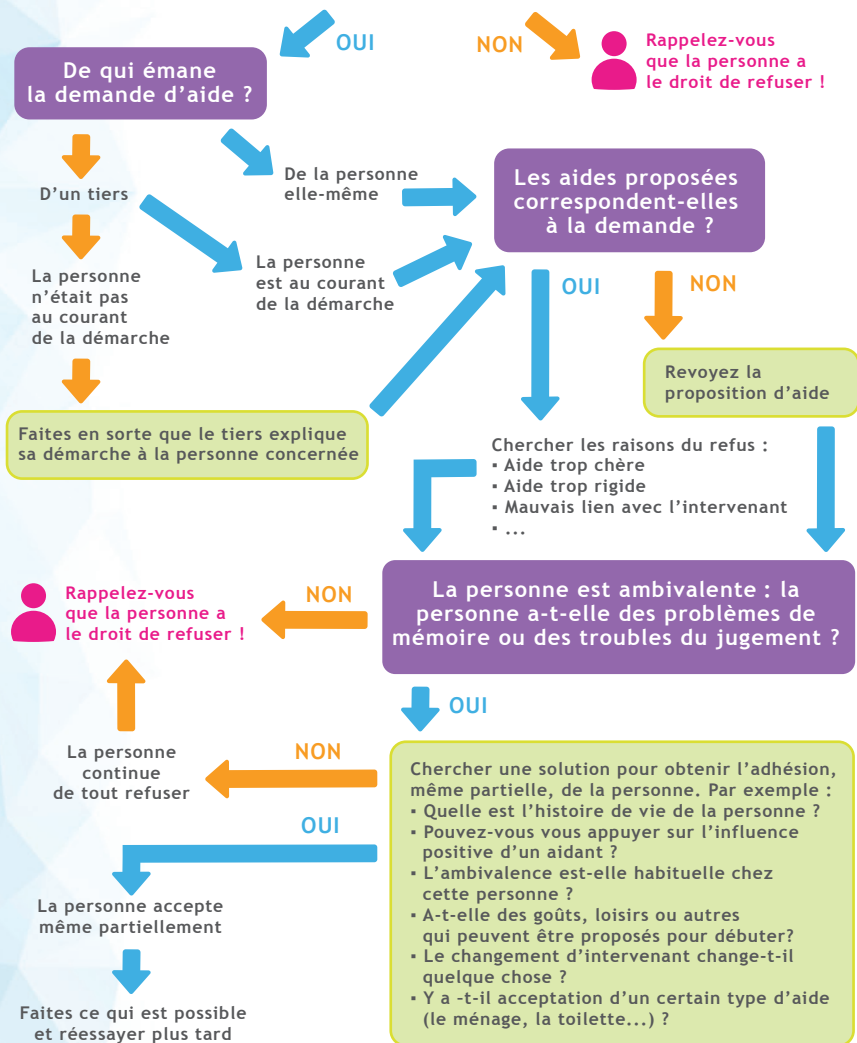 OUI
NON
Rappelez-vous
que la personne a
le droit de refuser !
De qui émane
la demande d'aide ?
De la personne
elle-même
Les aides proposées
correspondent-elles
à la demande ?
D'un tiers
La personne
n'était pas
au courant
de la démarche
La personne
est au courant
de la démarche
OUI
NON
Revoyez la
proposition d'aide
Faites en sorte que le tiers explique
sa démarche à la personne concernée
Chercher les raisons du refus :
▪ Aide trop chère
▪ Aide trop rigide
▪ Mauvais lien avec l'intervenant
▪ ...
La personne est ambivalente : la
personne a-t-elle des problèmes de
mémoire ou des troubles du jugement ?
NON
Rappelez-vous
que la personne a
le droit de refuser !
OUI
La personne
continue
de tout refuser
NON
Chercher une solution pour obtenir l'adhésion,
même partielle, de la personne. Par exemple :
▪ Quelle est l'histoire de vie de la personne ?
▪ Pouvez-vous vous appuyer sur l'influence
positive d'un aidant ?
▪ L'ambivalence est-elle habituelle chez
cette personne ?
▪ A-t-elle des goûts, loisirs ou autres
qui peuvent être proposés pour débuter?
▪ Le changement d'intervenant change-t-il
quelque chose ?
▪ Y a -t-il acceptation d'un certain type d'aide
(le ménage, la toilette...) ?
OUI
La personne accepte
même partiellement
Faites ce qui est possible
et réessayer plus tard